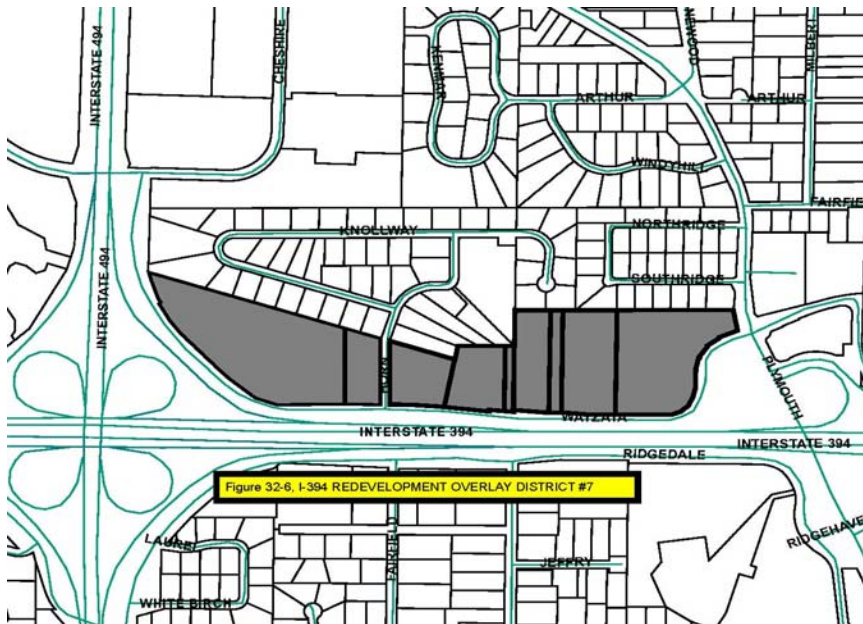 INTERSTATE 494
CHESHIRE
KENMAR
MILBERT
ARTHUR
ARTHUR
WINDYHILL
FAIRFIE
NORTHRIDGE
KNOLLWAY
INTERSTATE 494
SOUTHRIDGE
PLYMOUTH
WAYZATA
INTERSTATE 394
INTERSTATE 394
RIDGEDALE
Figure 32-6, I-394 REDEVELOPMENT OVERLAY DISTRICT #7
FAIRFIELD
RIDGEHAVE
LAUREL
JEFFRY
WHITE BIRCH